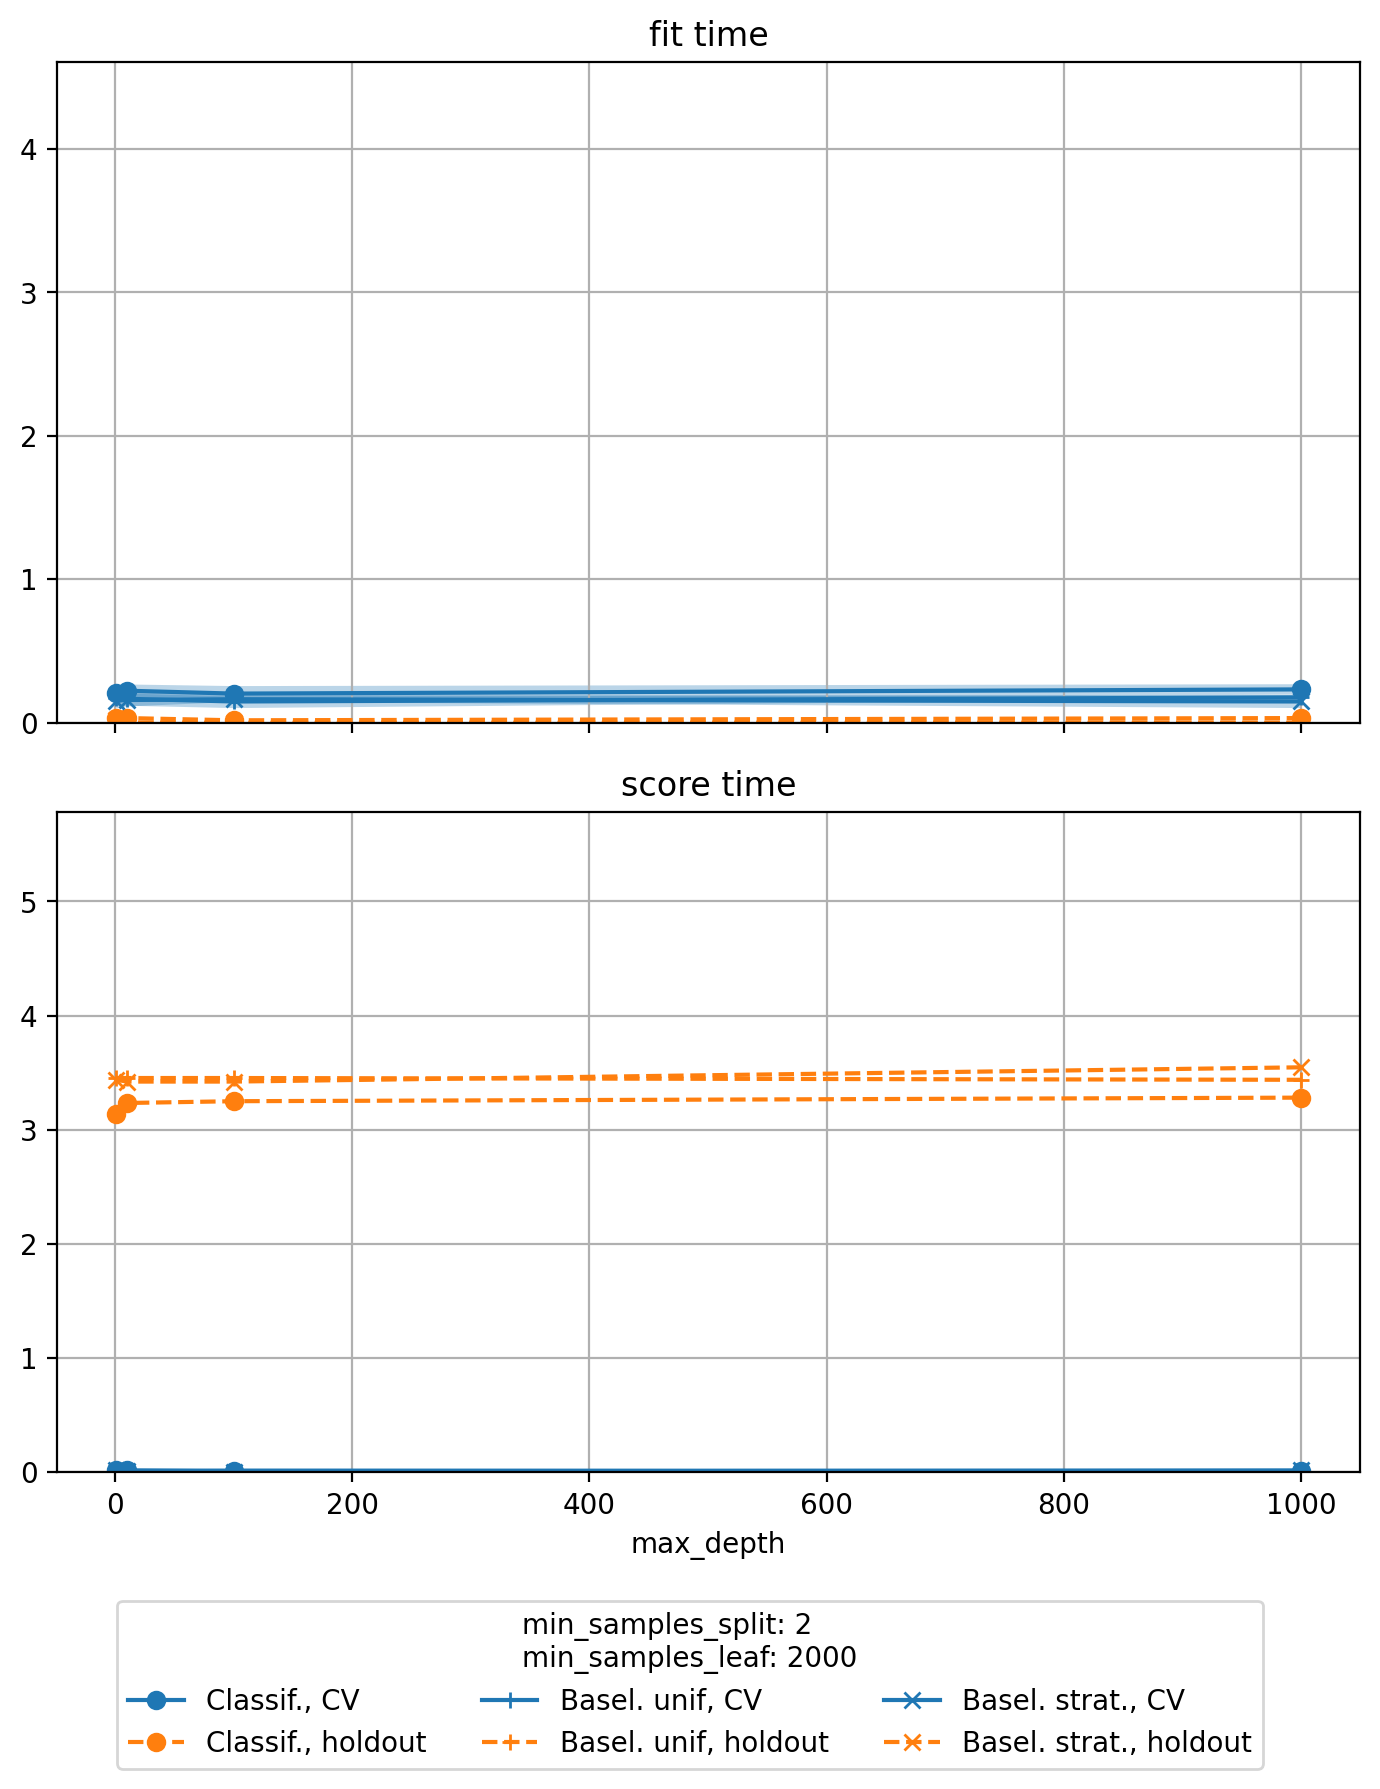 fit time
4
3
2
1
0
score time
5
4
3
2
1
0
0 200 400 600 800 1000
max_depth
min_samples_split: 2
min_samples_leaf: 2000
Classif., CV Basel. unif, CV Basel. strat., CV
Classif., holdout Basel. unif, holdout Basel. strat., holdout